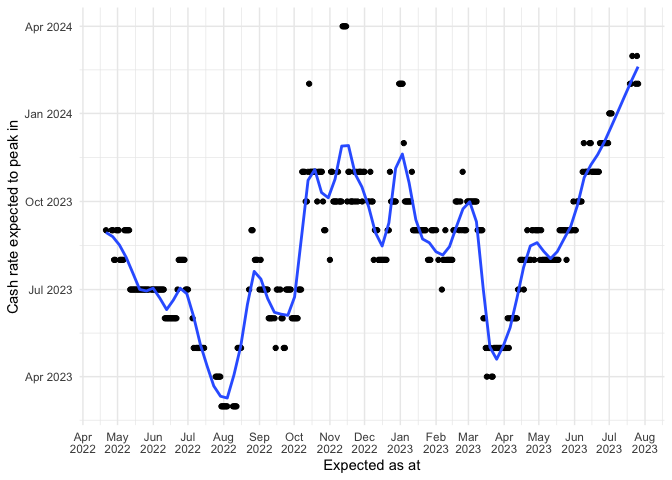 Cash rate expected to peak in
Apr 2024
Jan 2024
Oct 2023
Jul 2023
Apr 2023
Apr May Jun Jul Aug Sep Oct Nov Dec Jan Feb Mar Apr May Jun Jul Aug
2022 2022 2022 2022 2022 2022 2022 2022 2022 2023 2023 2023 2023 2023 2023 2023 2023
Expected as at